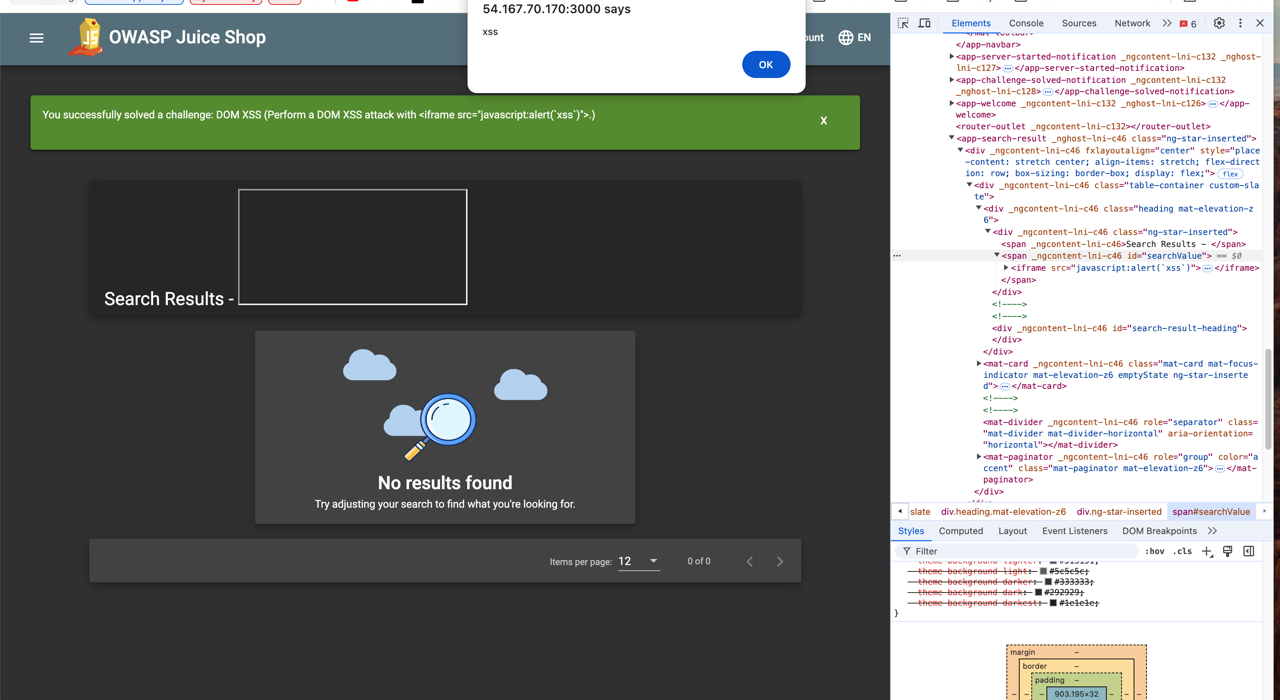 54.167.70.170:3000 says
xss
OK
OWASP Juice Shop
ount
EN
You successfully solved a challenge: DOM XSS (Perform a DOM XSS attack with <iframe src="javascript:alert(`xss`)">.)
X
Search Results -
No results found
Try adjusting your search to find what you're looking for.
Items per page: 12
0 of 0
Elements Console Sources Network 6
</app-navbar>
<app-server-started-notification _ngcontent-lni-c132 _nghost-
lni-c127> </app-server-started-notification>
<app-challenge-solved-notification _ngcontent-lni-c132
_nghost-lni-c128> </app-challenge-solved-notification>
<app-welcome _ngcontent-lni-c132 _nghost-lni-c126> </app-
welcome>
<router-outlet _ngcontent-lni-c132></router-outlet>
<app-search-result _nghost-lni-c46 class="ng-star-inserted">
<div _ngcontent-lni-c46 fxlayoutalign="center" style="place
-content: stretch center; align-items: stretch; flex-direct
ion: row; box-sizing: border-box; display: flex;"> flex
<div _ngcontent-lni-c46 class="table-container custom-sla
te">
<div _ngcontent-lni-c46 class="heading mat-elevation-z
6">
<div _ngcontent-lni-c46 class="ng-star-inserted">
<span _ngcontent-lni-c46>Search Results - </span>
<span _ngcontent-lni-c46 id="searchValue"> == $0
<iframe src="javascript:alert(`xss`)"> </iframe>
</span>
</div>
<!---->
<!---->
<div _ngcontent-lni-c46 id="search-result-heading">
</div>
</div>
<mat-card _ngcontent-lni-c46 class="mat-card mat-focus-
indicator mat-elevation-z6 emptyState ng-star-inserte
d"> </mat-card>
<!---->
<!---->
<mat-divider _ngcontent-lni-c46 role="separator" class=
"mat-divider mat-divider-horizontal" aria-orientation=
"horizontal"></mat-divider>
<mat-paginator _ngcontent-lni-c46 role="group" color="a
ccent" class="mat-paginator mat-elevation-z6"> </mat-
paginator>
</div>
slate div.heading.mat-elevation-z6 div.ng-star-inserted span#searchValue
Styles Computed Layout Event Listeners DOM Breakpoints
Filter :hov .cls
theme-background-light: #5c5c5c;
theme-background-darker: #333333;
theme-background-dark: #292929;
theme-background-darkest: #1e1e1e;
}
margin –
border –
padding –
– – – 903.195×32 – – –